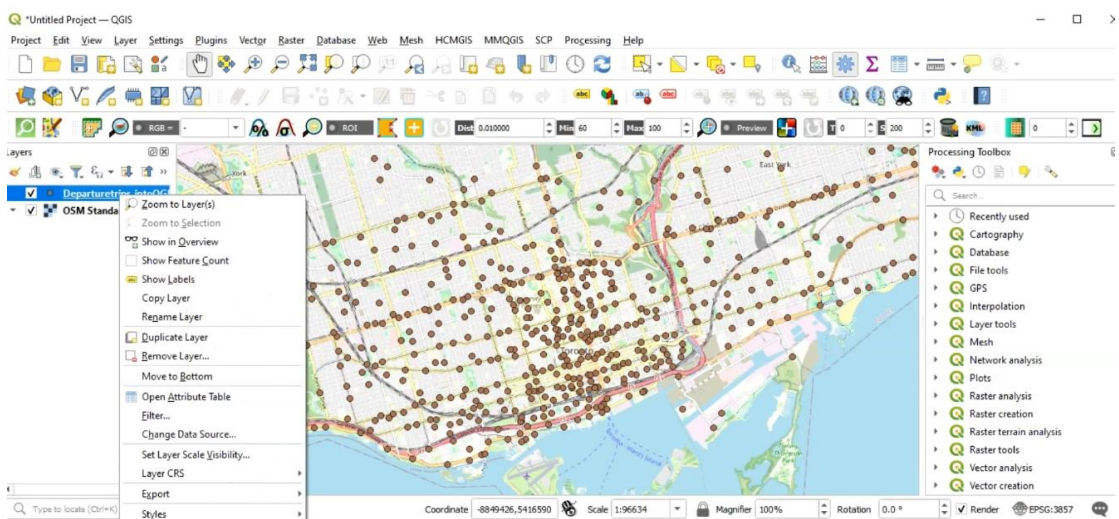 *Untitled Project — QGIS
Project Edit View Layer Settings Plugins Vector Raster Database Web Mesh HCMGIS MMQGIS SCP Processing Help
abc abc abc
RGB = - ROI Dist 0.010000 Min 60 Max 100 Preview T 0 S 200 KML 0
Layers
Departuretrips
OSM Standa
Zoom to Layer(s)
Zoom to Selection
Show in Overview
Show Feature Count
Show Labels
Copy Layer
Rename Layer
Duplicate Layer
Remove Layer...
Move to Bottom
Open Attribute Table
Filter...
Change Data Source...
Set Layer Scale Visibility...
Layer CRS
Export
Styles
York
East York
Toronto
Processing Toolbox
Search...
Recently used
Cartography
Database
File tools
GPS
Interpolation
Layer tools
Mesh
Network analysis
Plots
Raster analysis
Raster creation
Raster terrain analysis
Raster tools
Vector analysis
Vector creation
Type to locate (Ctrl+K) Coordinate -8849426,5416590 Scale 1:96634 Magnifier 100% Rotation 0.0 ° Render EPSG:3857